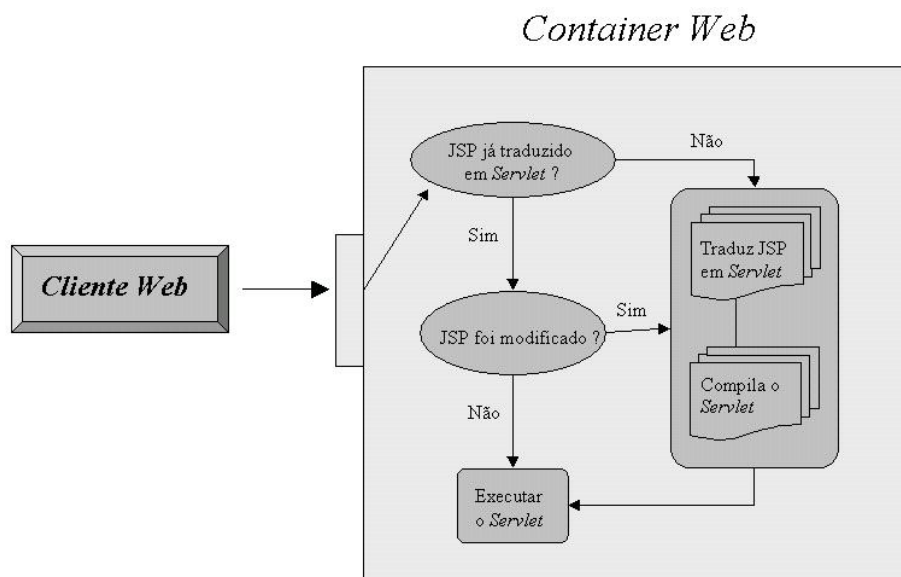 Container Web
JSP já traduzido
em Servlet ?
Não
Sim
Traduz JSP
em Servlet
Cliente Web
JSP foi modificado ?
Sim
Compila o
Servlet
Não
Executar
o Servlet